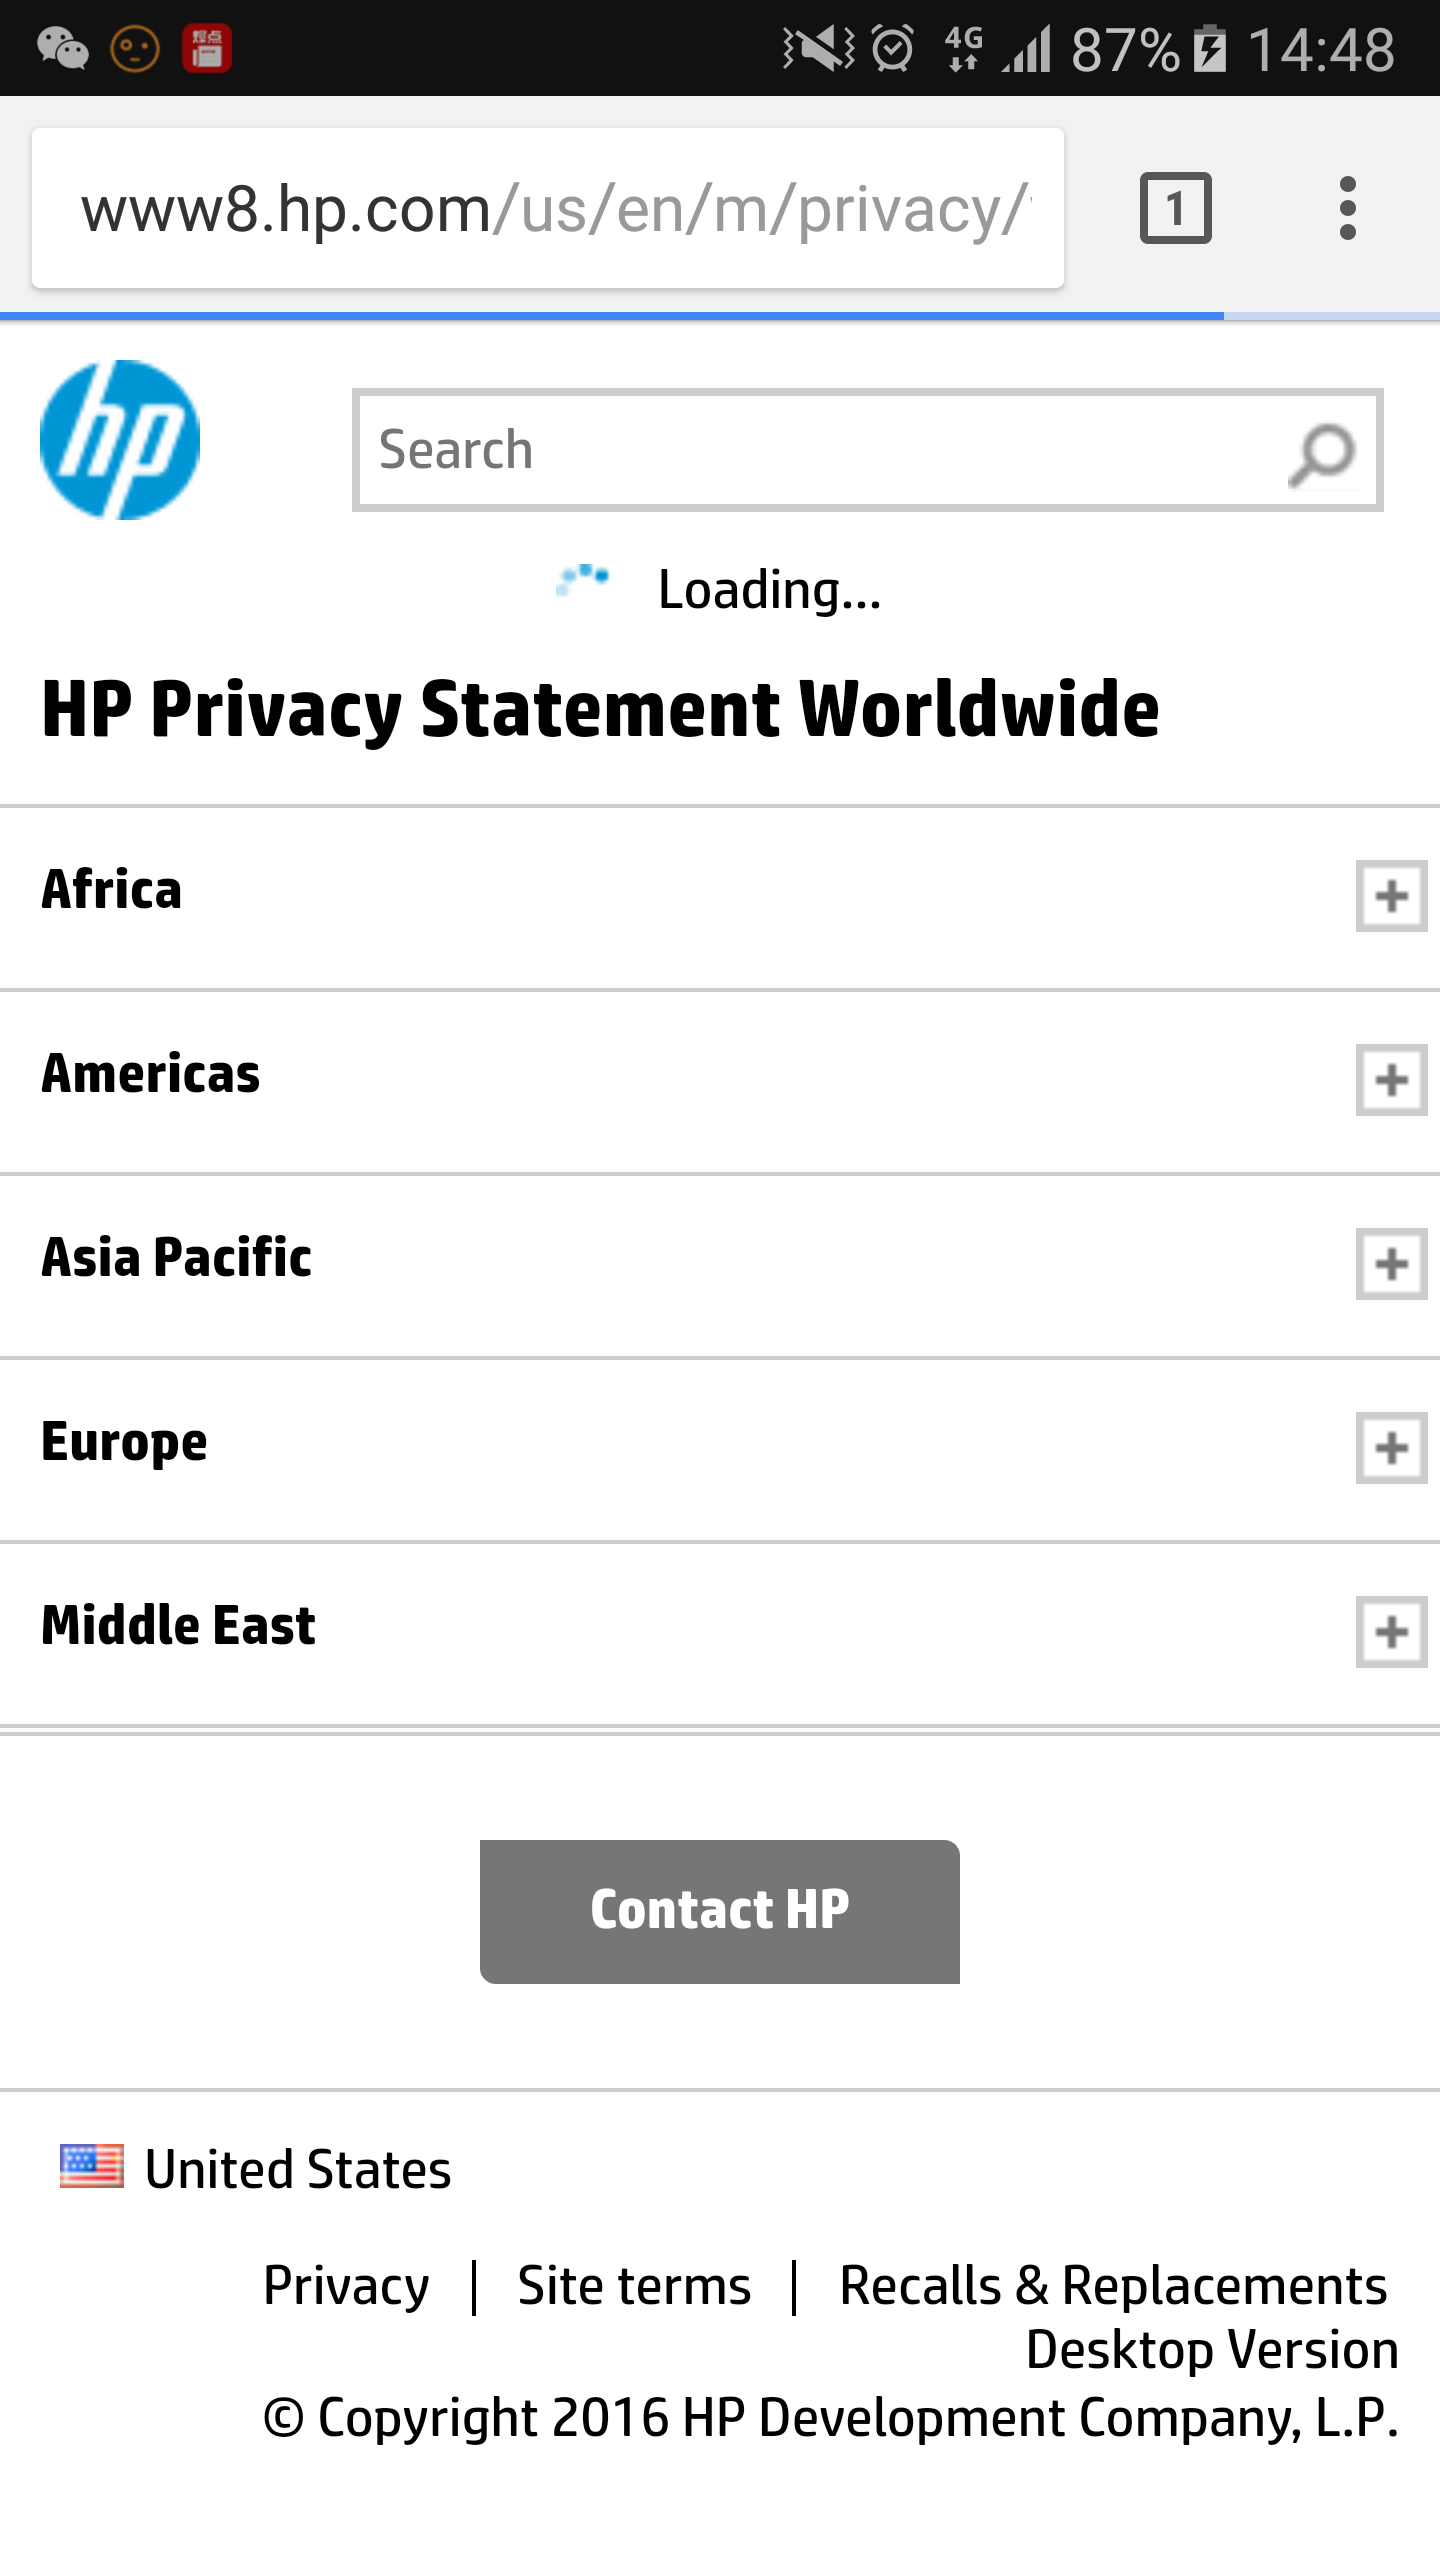 媒点
4G 87% 14:48
www8.hp.com/us/en/m/privacy/
1
hp
Search
Loading...
HP Privacy Statement Worldwide
Africa
Americas
Asia Pacific
Europe
Middle East
Contact HP
United States
Privacy | Site terms | Recalls & Replacements
Desktop Version
© Copyright 2016 HP Development Company, L.P.